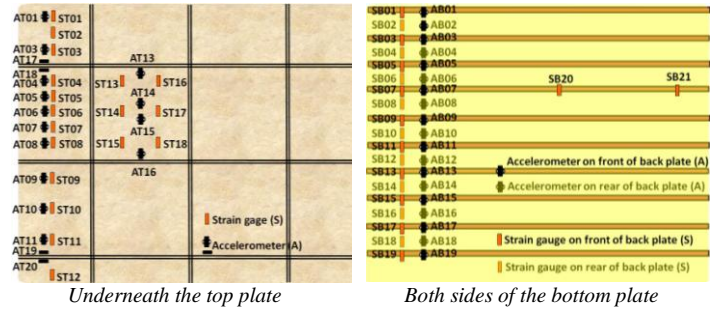 AT01 ST01
ST02
AT03 ST03
AT17
AT18
AT04 ST04
AT05 ST05
AT06 ST06
AT07 ST07
AT08 ST08
AT09 ST09
AT10 ST10
AT11 ST11
AT19
AT20
ST12
AT13
ST13 ST16
AT14
ST14 ST17
AT15
ST15 ST18
AT16
Strain gage (S)
Accelerometer(A)
Underneath the top plate
SB01 AB01
SB02 AB02
SB03 AB03
SB04 AB04
SB05 AB05
SB06 AB06
SB07 AB07
SB08 AB08
SB09 AB09
SB10 AB10
SB11 AB11
SB12 AB12
SB13 AB13
SB14 AB14
SB15 AB15
SB16 AB16
SB17 AB17
SB18 AB18
SB19 AB19
SB20
SB21
Accelerometer on front of back plate (A)
Accelerometer on rear of back plate (A)
Strain gauge on front of back plate (S)
Strain gauge on rear of back plate (S)
Both sides of the bottom plate